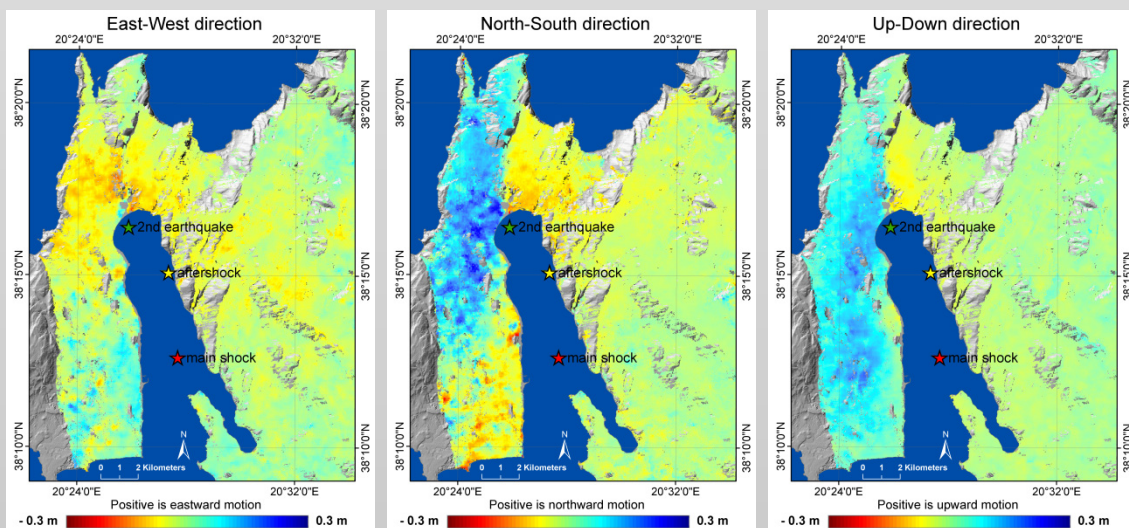 East-West direction
20°24'0"E 20°32'0"E
38°20'0"N
2nd earthquake
aftershock
38°15'0"N
main shock
N
38°10'0"N
0 1 2 Kilometers
20°24'0"E 20°32'0"E
Positive is eastward motion
- 0.3 m 0.3 m
North-South direction
20°24'0"E 20°32'0"E
38°20'0"N
2nd earthquake
aftershock
38°15'0"N
main shock
N
38°10'0"N
0 1 2 Kilometers
20°24'0"E 20°32'0"E
Positive is northward motion
- 0.3 m 0.3 m
Up-Down direction
20°24'0"E 20°32'0"E
38°20'0"N 38°20'0"N
2nd earthquake
aftershock
38°15'0"N 38°15'0"N
main shock
N
38°10'0"N 38°10'0"N
0 1 2 Kilometers
20°24'0"E 20°32'0"E
Positive is upward motion
- 0.3 m 0.3 m